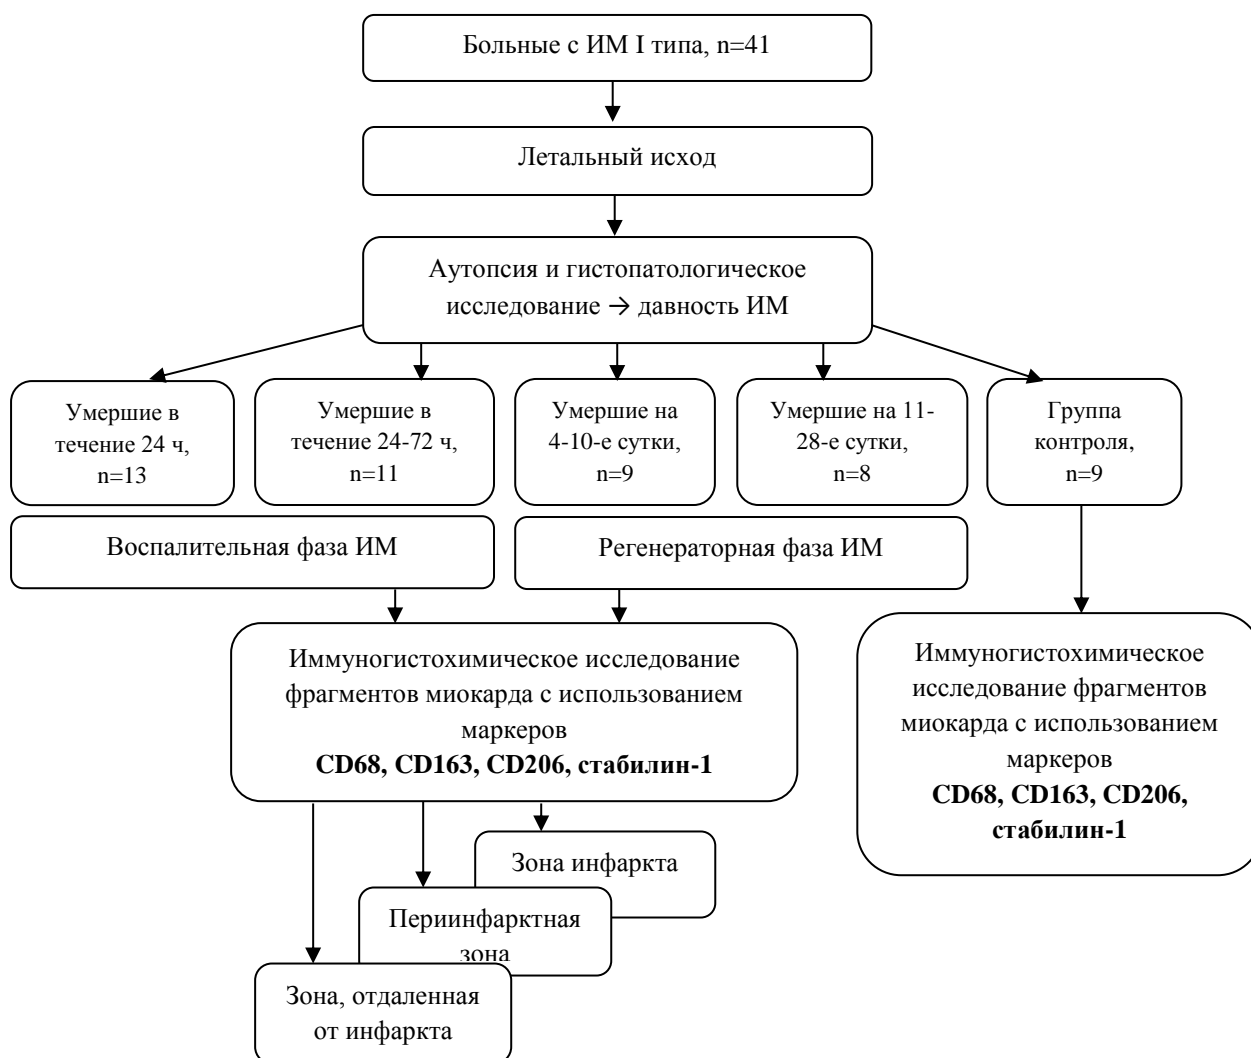 Больные с ИМ I типа, n=41
Летальный исход
Аутопсия и гистопатологическое
исследование → давность ИМ
Умершие в
течение 24 ч,
n=13
Умершие в
течение 24-72 ч,
n=11
Умершие на
4-10-е сутки,
n=9
Умершие на 11-
28-е сутки,
n=8
Группа
контроля,
n=9
Воспалительная фаза ИМ
Регенераторная фаза ИМ
Иммуногистохимическое исследование
фрагментов миокарда с использованием
маркеров
CD68, CD163, CD206, стабилин-1
Иммуногистохимическое
исследование фрагментов
миокарда с использованием
маркеров
CD68, CD163, CD206,
стабилин-1
Зона инфаркта
Периинфарктная
зона
Зона, отдаленная
от инфаркта